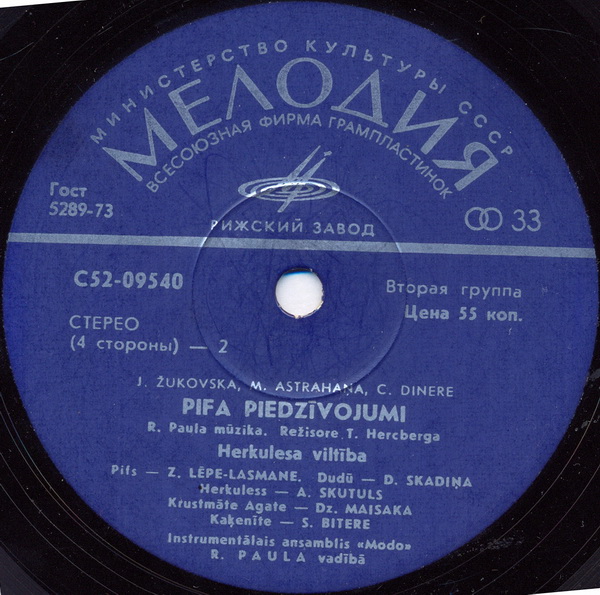 МИНИСТЕРСТВО КУЛЬТУРЫ СССР
МЕЛОДИЯ
ВСЕСОЮЗНАЯ ФИРМА ГРАМПЛАСТИНОК
Гост
5289-73
33
РИЖСКИЙ ЗАВОД
С52-09540
Вторая группа
Цена 55 коп.
СТЕРЕО
(4 стороны) — 2
J. ŽUKOVSKA, M. ASTRAHAŅA, C. DINERE
PIFA PIEDZĪVOJUMI
R. Paula mūzika. Režisore T. Hercberga
Herkulesa viltība
Pifs — Z. LĒPE-LASMANE. Dudū — D. SKADIŅA
Herkuless — A. SKUTULS
Krustmāte Agate — Dz. MAISAKA
Kaķenīte — S. BITERE
Instrumentālais ansamblis «Modo»
R. PAULA vadībā